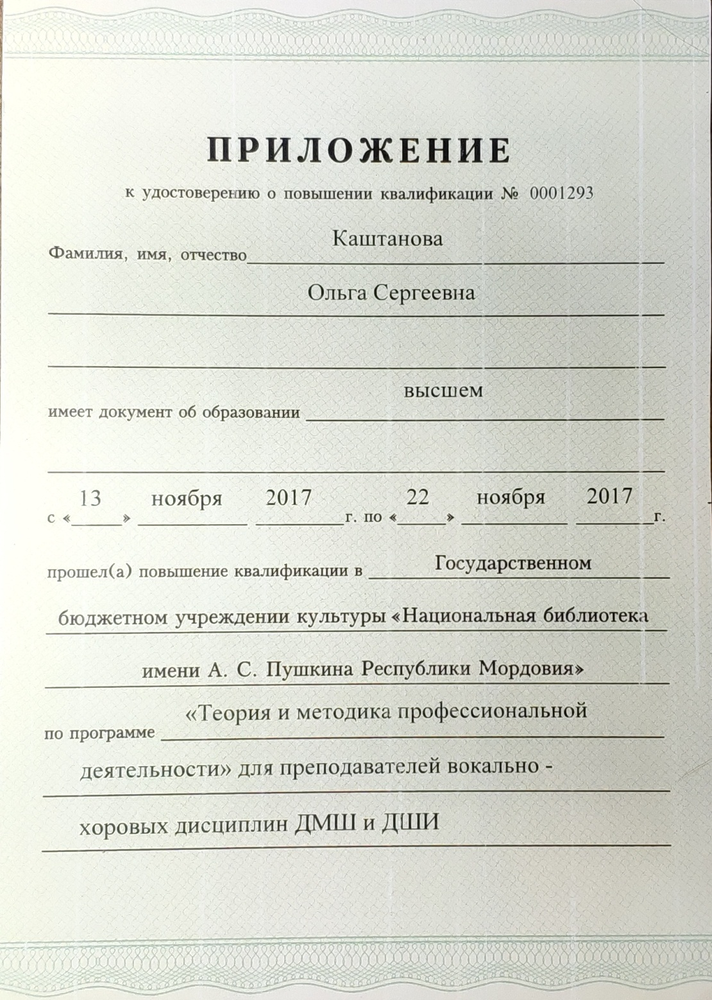 ПРИЛОЖЕНИЕ
к удостоверению о повышении квалификации № 0001293
Каштанова
Фамилия, имя, отчество
Ольга Сергеевна
высшем
имеет документ об образовании
с « 13 » ноября 2017 г. по « 22 » ноября 2017 г.
прошел(а) повышение квалификации в Государственном
бюджетном учреждении культуры «Национальная библиотека
имени А. С. Пушкина Республики Мордовия»
«Теория и методика профессиональной
по программе
деятельности» для преподавателей вокально -
хоровых дисциплин ДМШ и ДШИ